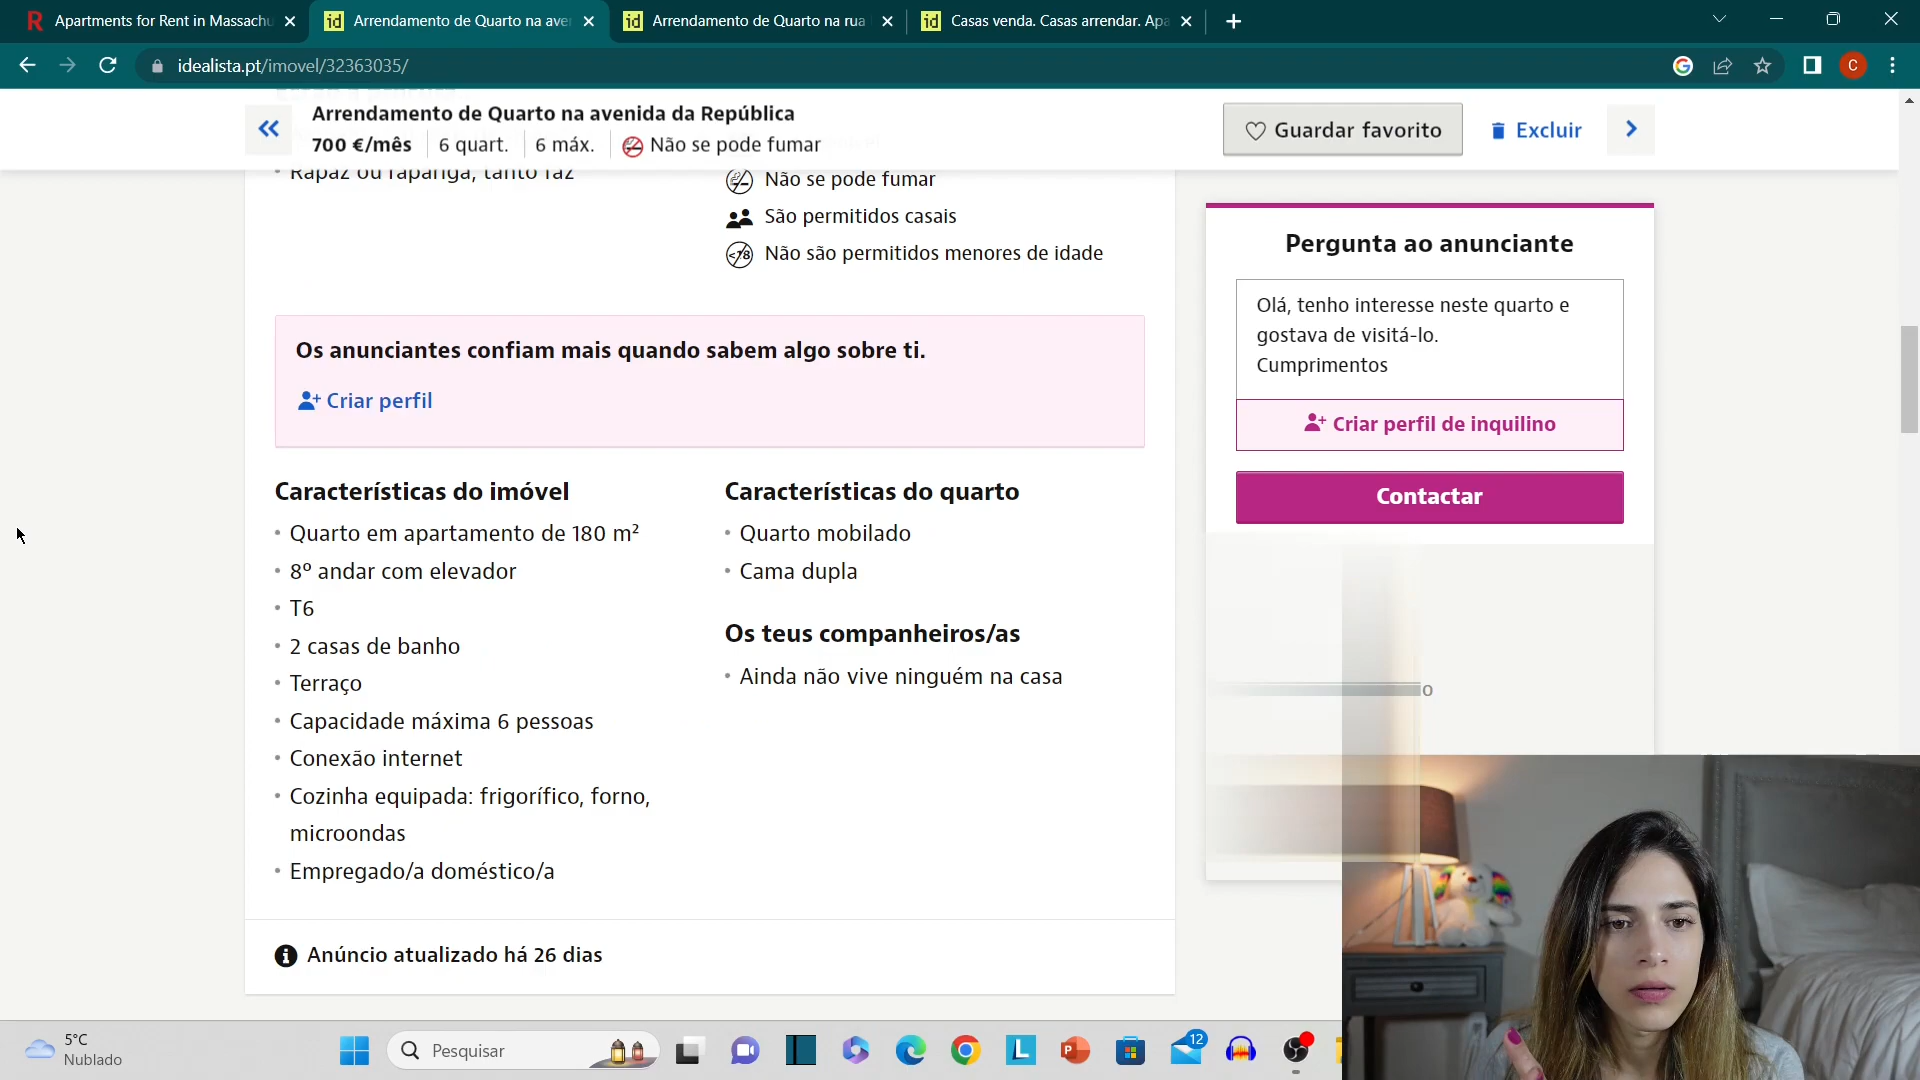 Apartments for Rent in Massachu
Arrendamento de Quarto na ave
Arrendamento de Quarto na rua
Casas venda. Casas arrendar. Apa
idealista.pt/imovel/32363035/
C
Arrendamento de Quarto na avenida da República
700 €/mês 6 quart. 6 máx. Não se pode fumar
Guardar favorito
Excluir
Rapaz ou rapariga, tanto faz
Não se pode fumar
São permitidos casais
<18 Não são permitidos menores de idade
Os anunciantes confiam mais quando sabem algo sobre ti.
Criar perfil
Características do imóvel
• Quarto em apartamento de 180 m²
• 8º andar com elevador
• T6
• 2 casas de banho
• Terraço
• Capacidade máxima 6 pessoas
• Conexão internet
• Cozinha equipada: frigorífico, forno,
microondas
• Empregado/a doméstico/a
Características do quarto
• Quarto mobilado
• Cama dupla
Os teus companheiros/as
• Ainda não vive ninguém na casa
Anúncio atualizado há 26 dias
Pergunta ao anunciante
Olá, tenho interesse neste quarto e
gostava de visitá-lo.
Cumprimentos
Criar perfil de inquilino
Contactar
o
5°C
Nublado
Pesquisar
12